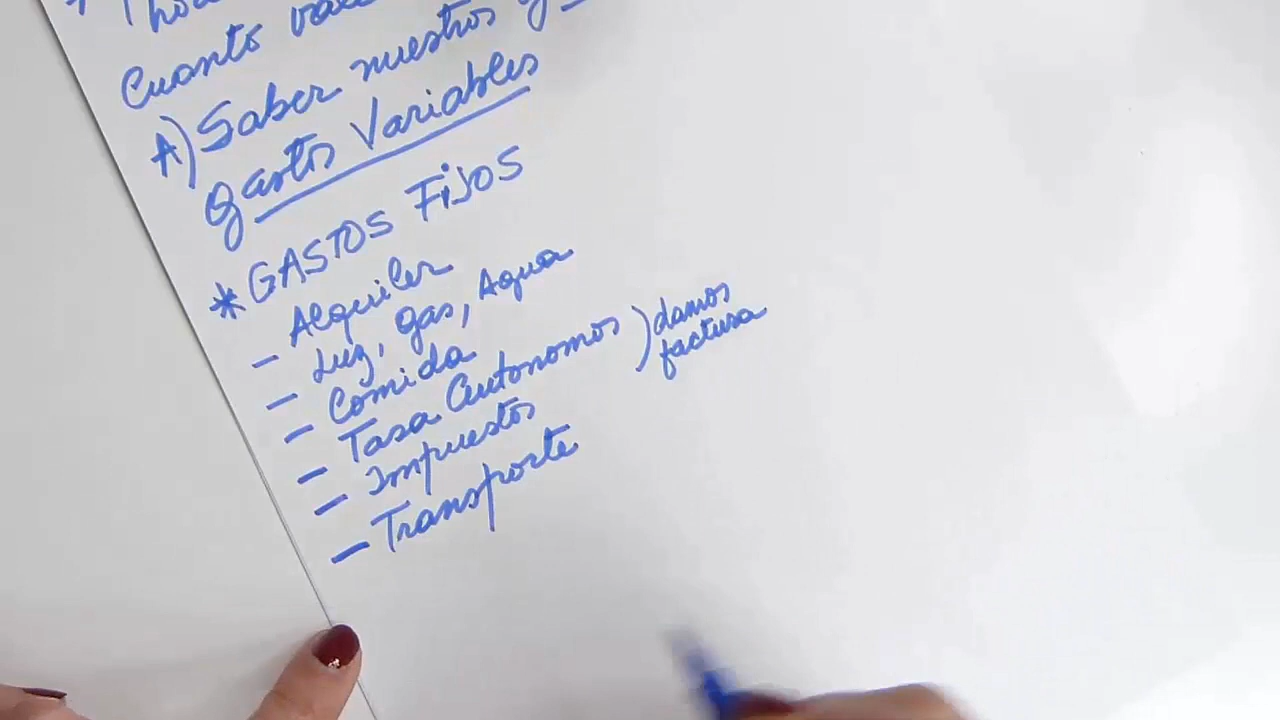 Cuanto
A) Saber nuestros
gastos Variables
* GASTOS FIJOS
- Alquiler
- Luz, gas, Agua
- Comida
- Tasa Autonomos ) damos factura
- Impuestos
- Transporte